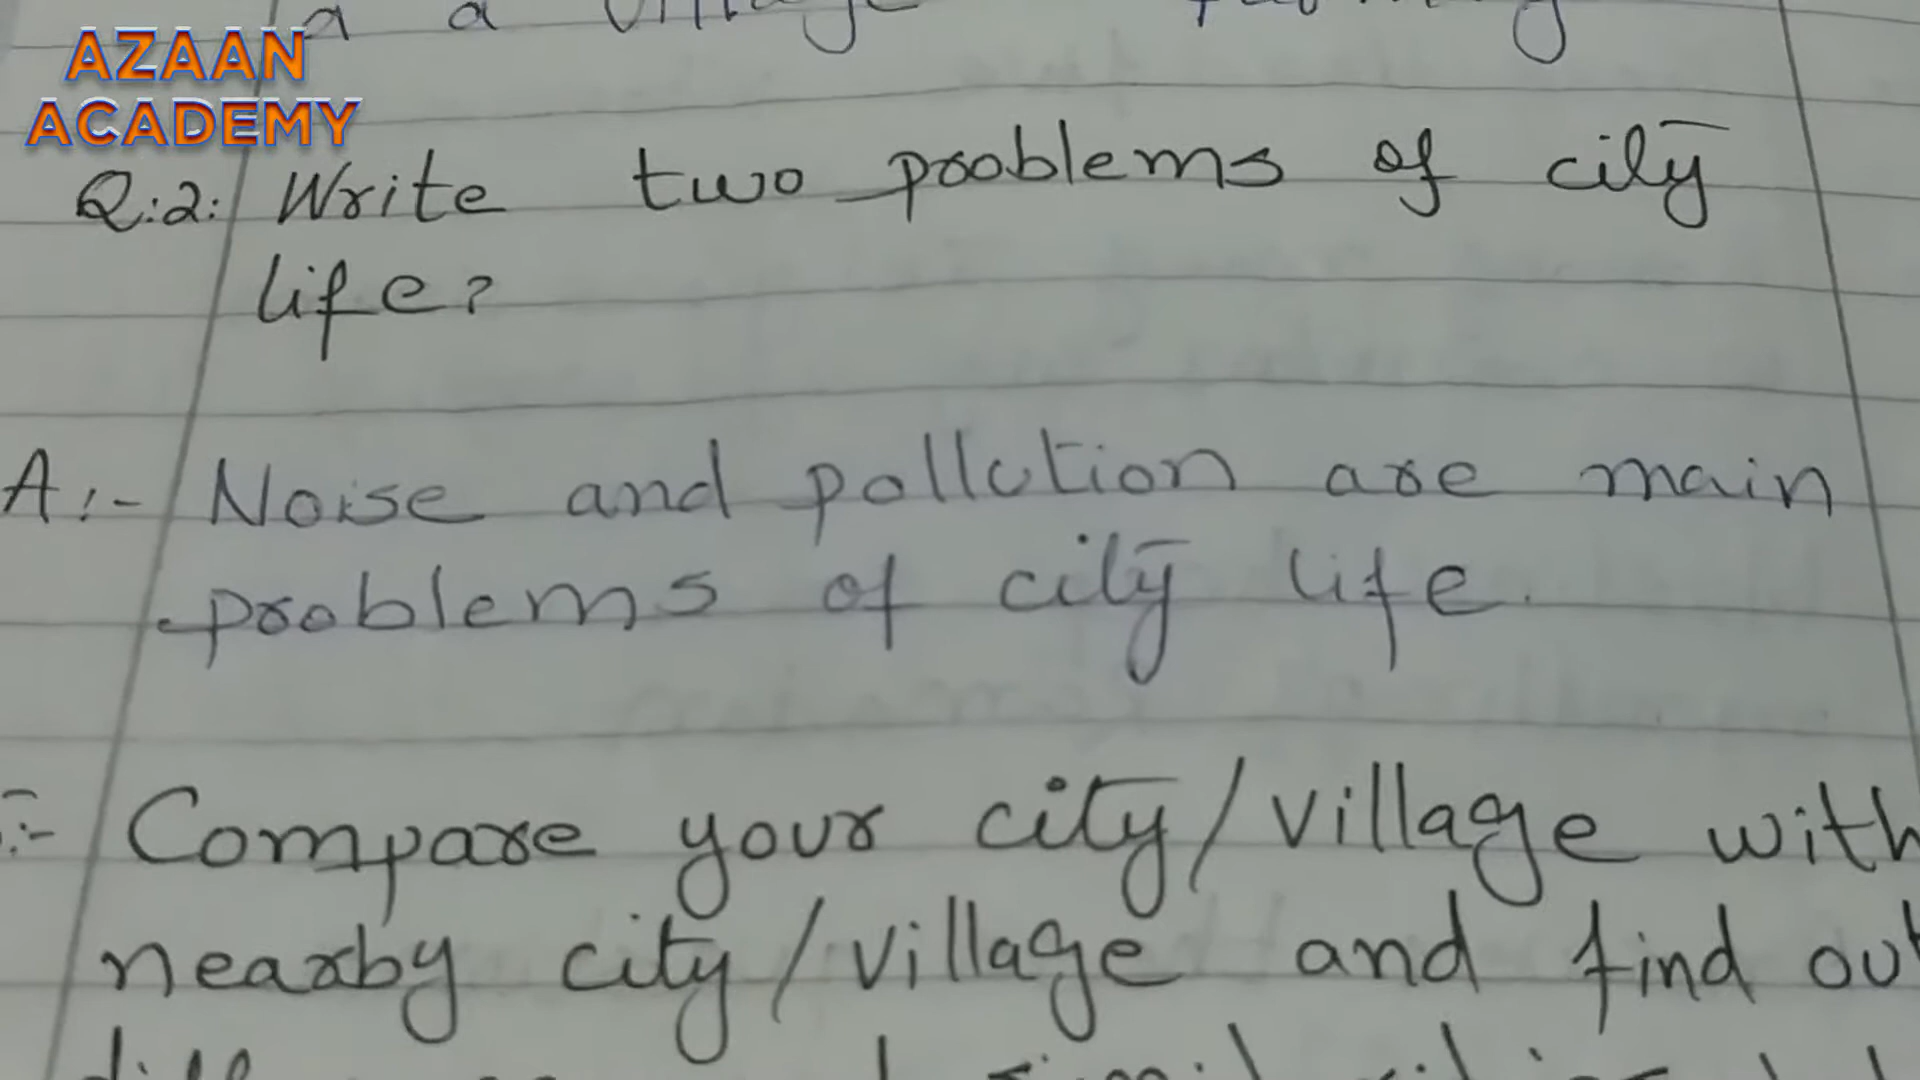 a village
AZAAN
ACADEMY
Q:2: Write two problems of city
life?
A:- Noise and pollution are main
problems of city life.
:- Compare your city/village with
nearby city/village and find out